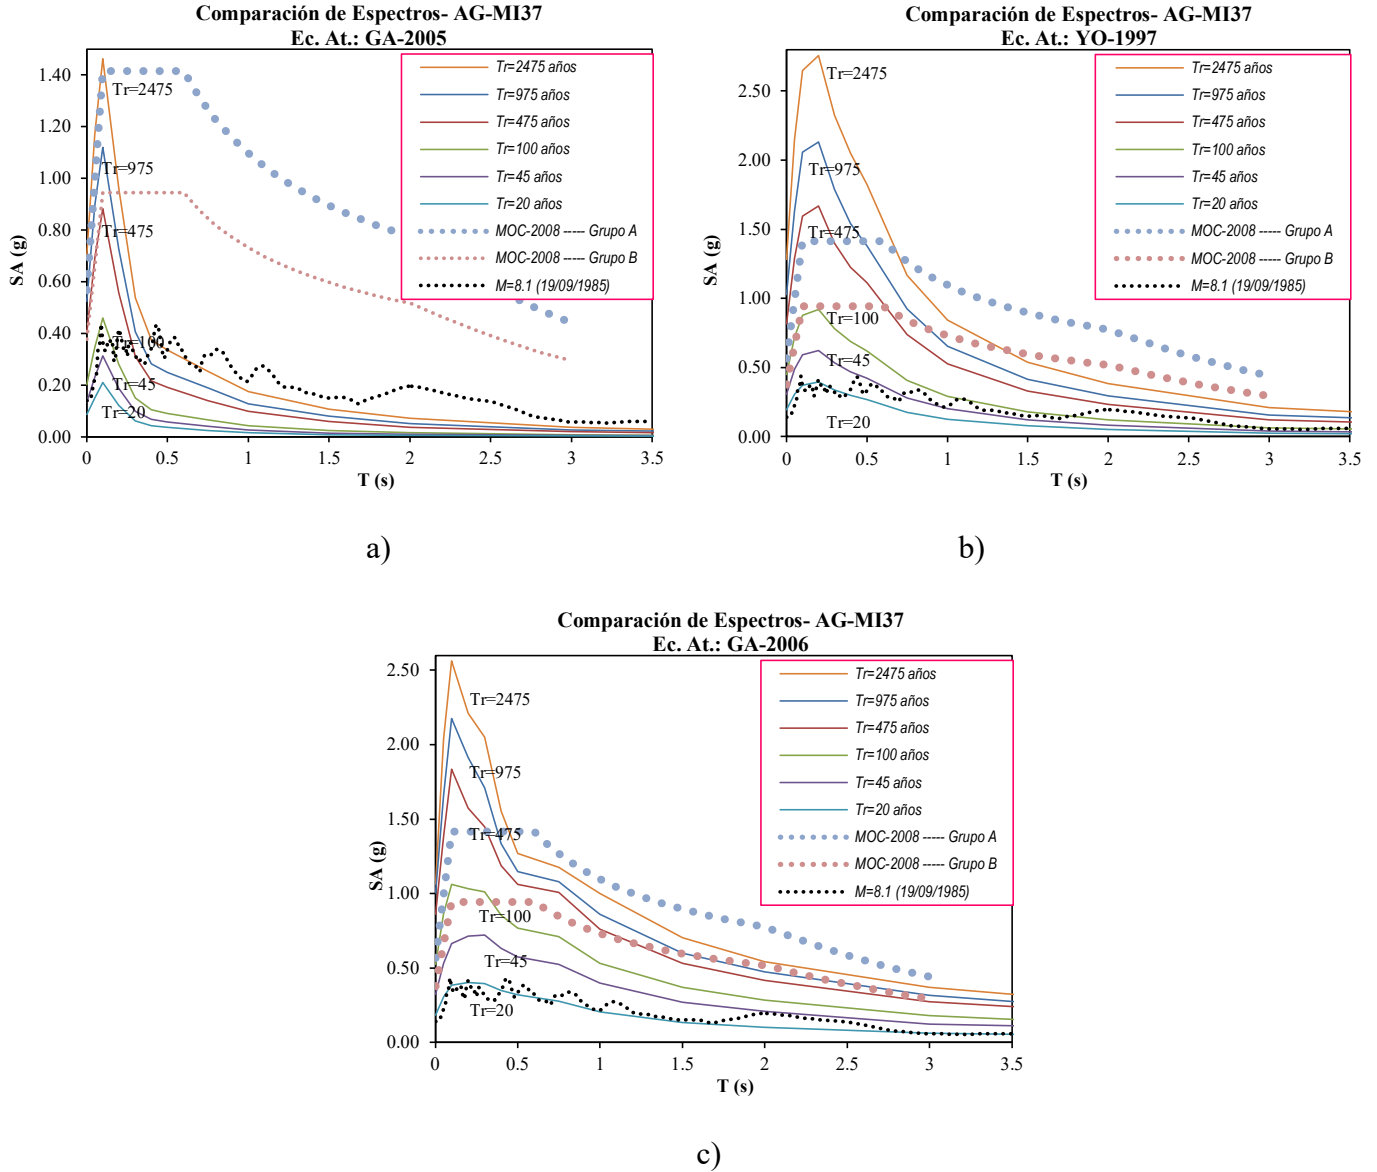 Comparación de Espectros- AG-MI37
Ec. At.: GA-2005
SA (g)
1.40
1.20
1.00
0.80
0.60
0.40
0.20
0.00
0
0.5
1
1.5
2
2.5
3
3.5
T (s)
Tr=2475
Tr=975
Tr=475
Tr=100
Tr=45
Tr=20
Tr=2475 años
Tr=975 años
Tr=475 años
Tr=100 años
Tr=45 años
Tr=20 años
MOC-2008 ----- Grupo A
MOC-2008 ----- Grupo B
M=8.1 (19/09/1985)
a)
Comparación de Espectros- AG-MI37
Ec. At.: YO-1997
SA (g)
2.50
2.00
1.50
1.00
0.50
0.00
0
0.5
1
1.5
2
2.5
3
3.5
T (s)
Tr=2475
Tr=975
Tr=475
Tr=100
Tr=45
Tr=20
Tr=2475 años
Tr=975 años
Tr=475 años
Tr=100 años
Tr=45 años
Tr=20 años
MOC-2008 ----- Grupo A
MOC-2008 ----- Grupo B
M=8.1 (19/09/1985)
b)
Comparación de Espectros- AG-MI37
Ec. At.: GA-2006
SA (g)
2.50
2.00
1.50
1.00
0.50
0.00
0
0.5
1
1.5
2
2.5
3
3.5
T (s)
Tr=2475
Tr=975
Tr=475
Tr=100
Tr=45
Tr=20
Tr=2475 años
Tr=975 años
Tr=475 años
Tr=100 años
Tr=45 años
Tr=20 años
MOC-2008 ----- Grupo A
MOC-2008 ----- Grupo B
M=8.1 (19/09/1985)
c)